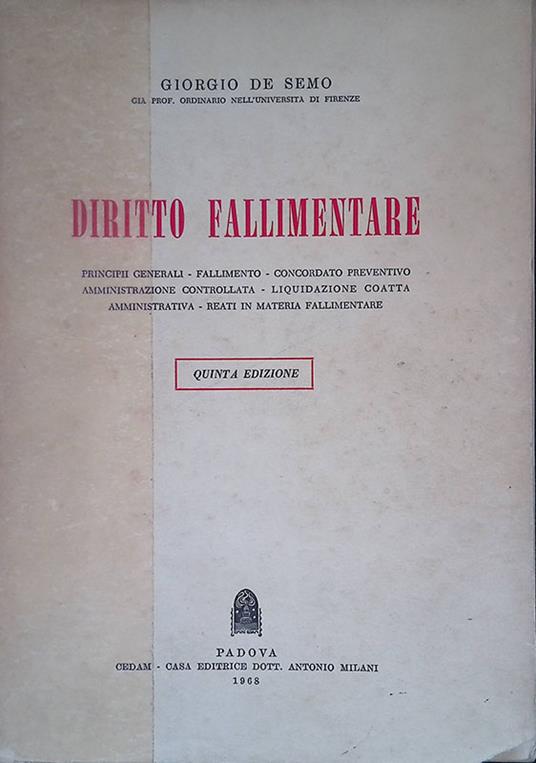 GIORGIO DE SEMO
GIA PROF. ORDINARIO NELL'UNIVERSITÀ DI FIRENZE
DIRITTO FALLIMENTARE
PRINCIPII GENERALI - FALLIMENTO - CONCORDATO PREVENTIVO
AMMINISTRAZIONE CONTROLLATA - LIQUIDAZIONE COATTA
AMMINISTRATIVA - REATI IN MATERIA FALLIMENTARE
QUINTA EDIZIONE
PADOVA
CEDAM - CASA EDITRICE DOTT. ANTONIO MILANI
1968